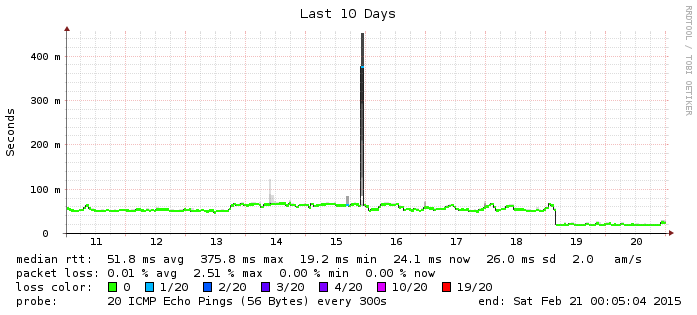 Last 10 Days
RRDTOOL / TOBI OETIKER
Seconds
400 m
300 m
200 m
100 m
0
11 12 13 14 15 16 17 18 19 20
median rtt: 51.8 ms avg 375.8 ms max 19.2 ms min 24.1 ms now 26.0 ms sd 2.0 am/s
packet loss: 0.01 % avg 2.51 % max 0.00 % min 0.00 % now
loss color: 0 1/20 2/20 3/20 4/20 10/20 19/20
probe: 20 ICMP Echo Pings (56 Bytes) every 300s end: Sat Feb 21 00:05:04 2015